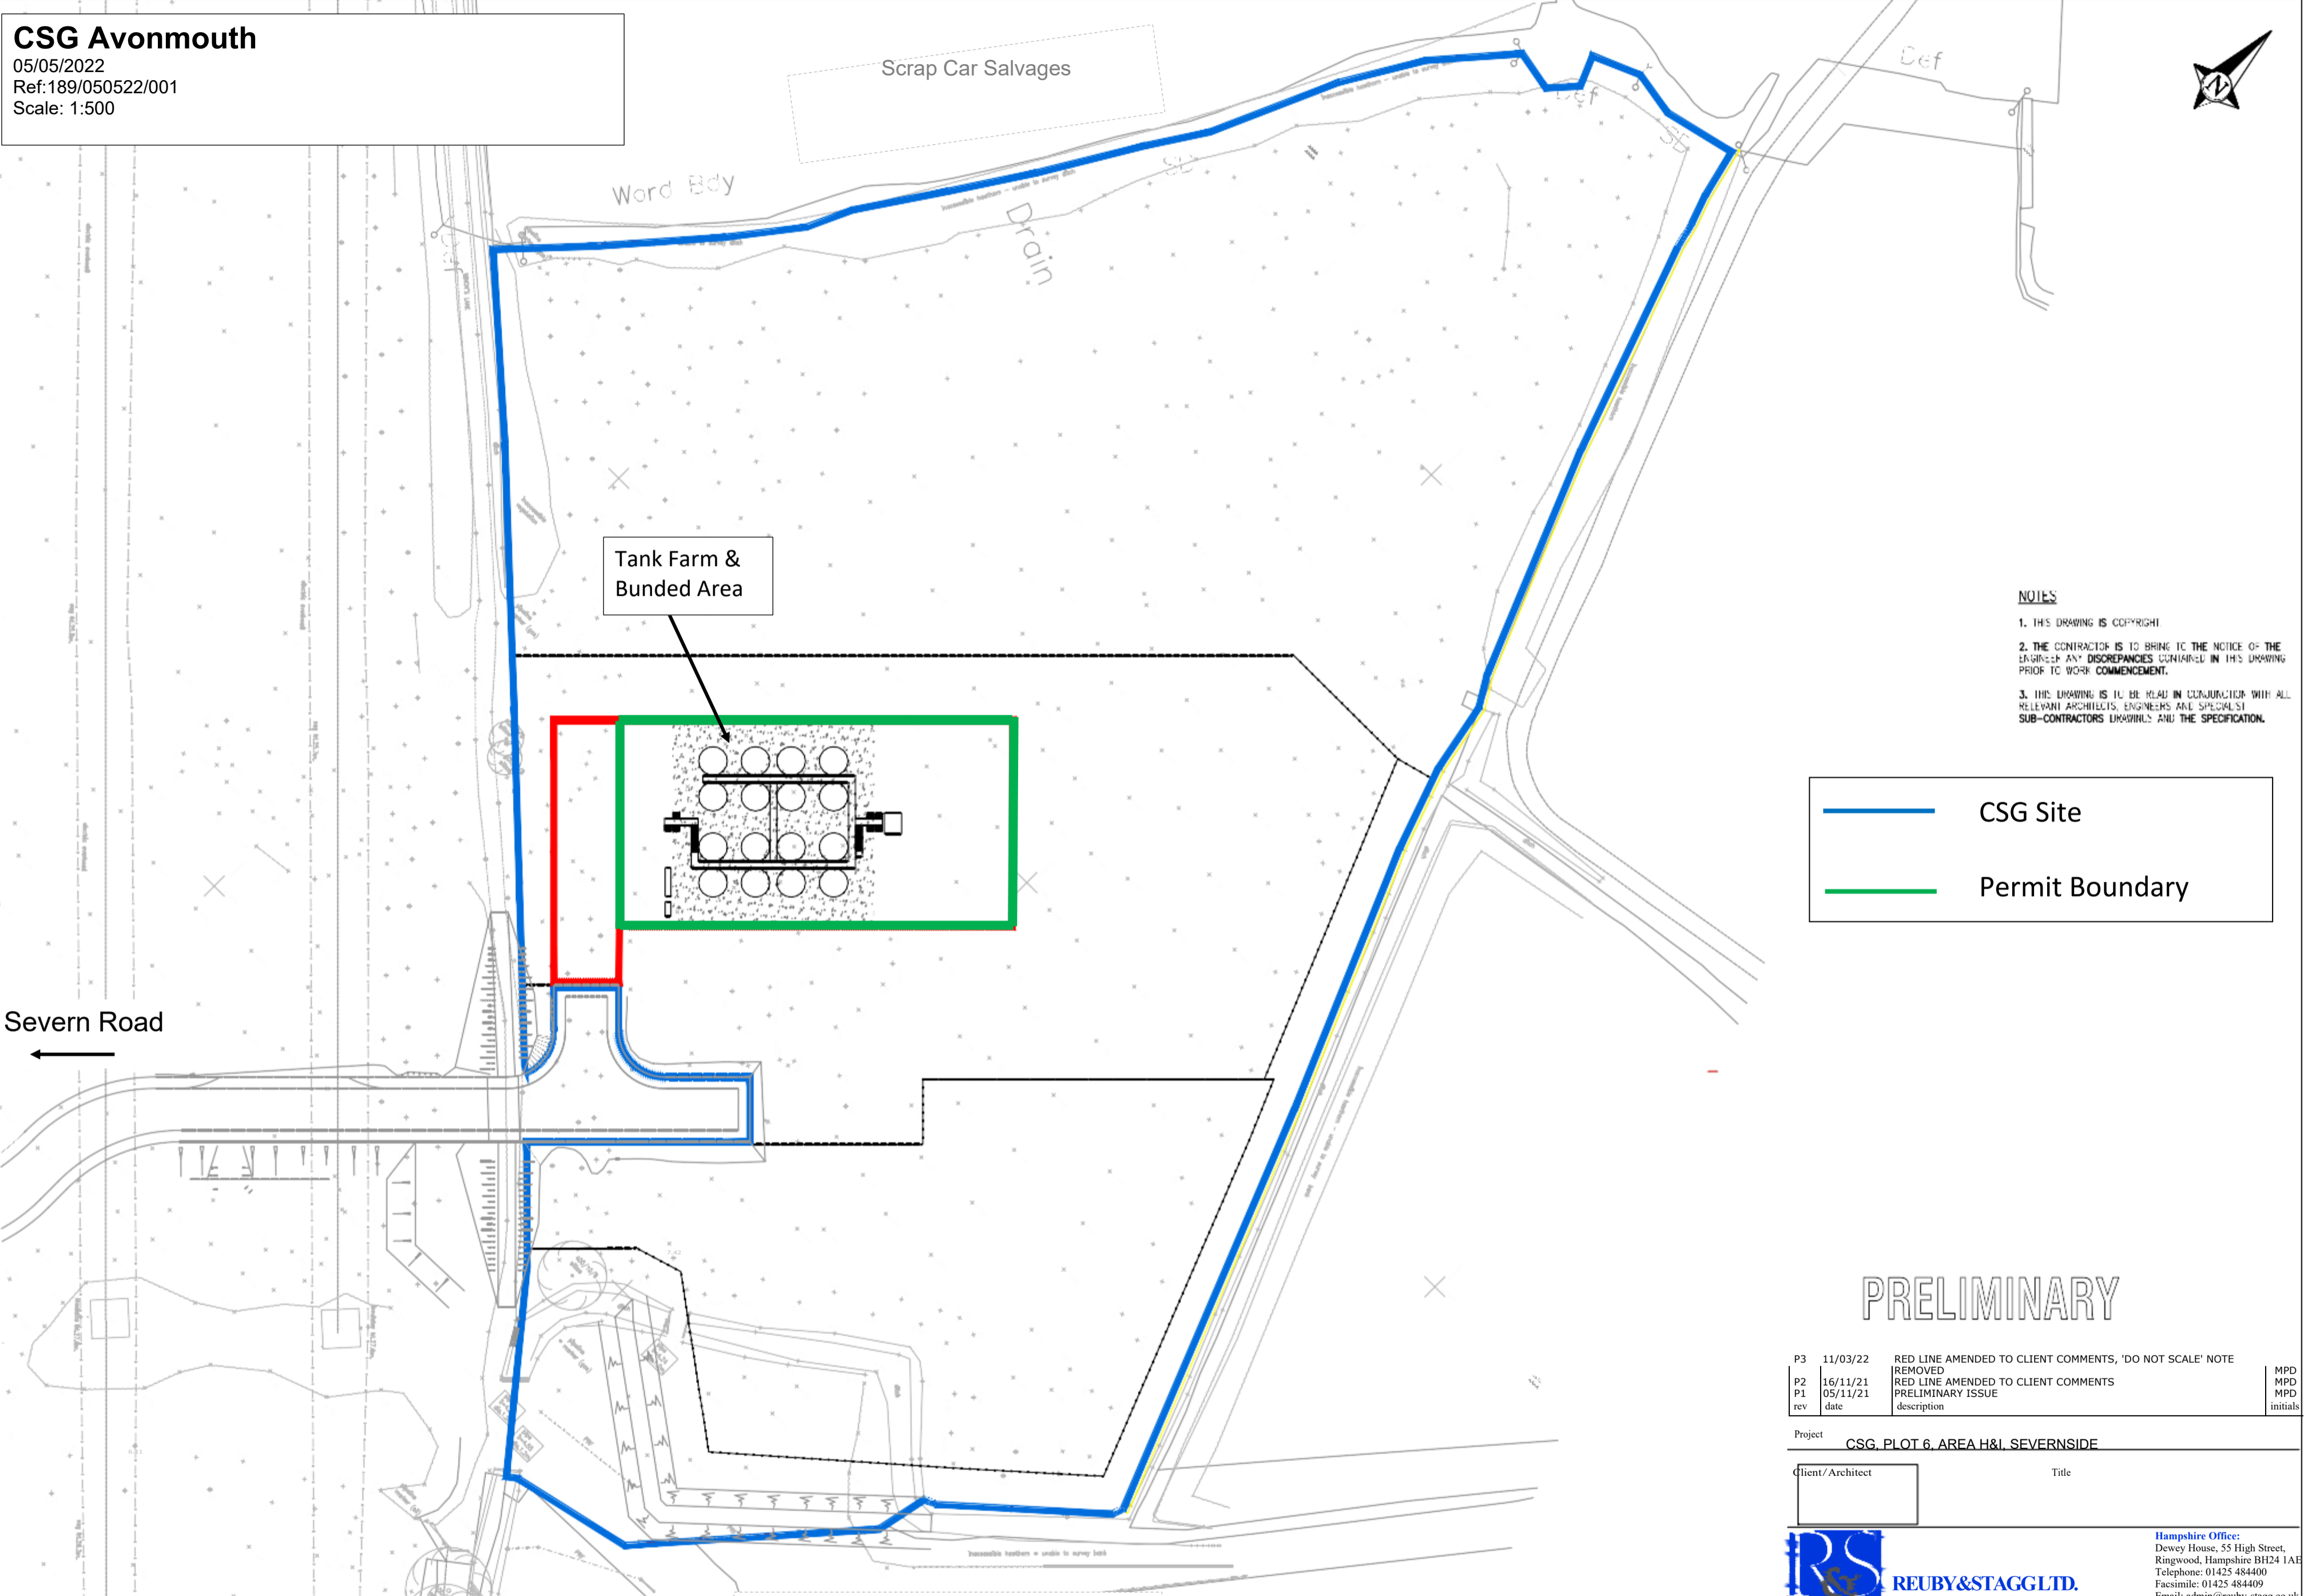 CSG Avonmouth
05/05/2022
Ref:189/050522/001
Scale: 1:500
Scrap Car Salvages
Def
Def
Word Bdy
Drain
N
Tank Farm &
Bunded Area
Severn Road
NOTES
1. THIS DRAWING IS COPYRIGHT
2. THE CONTRACTOR IS TO BRING TO THE NOTICE OF THE
ENGINEER ANY DISCREPANCIES CONTAINED IN THIS DRAWING
PRIOR TO WORK COMMENCEMENT.
3. THIS DRAWING IS TO BE READ IN CONJUNCTION WITH ALL
RELEVANT ARCHITECTS, ENGINEERS AND SPECIALIST
SUB-CONTRACTORS DRAWINGS AND THE SPECIFICATION.
CSG Site
Permit Boundary
PRELIMINARY
P3 11/03/22 RED LINE AMENDED TO CLIENT COMMENTS, 'DO NOT SCALE' NOTE
REMOVED MPD
P2 16/11/21 RED LINE AMENDED TO CLIENT COMMENTS MPD
P1 05/11/21 PRELIMINARY ISSUE MPD
rev date description initials
Project
CSG, PLOT 6, AREA H&I, SEVERNSIDE
Client/Architect Title
R&S
REUBY&STAGG LTD.
Hampshire Office:
Dewey House, 55 High Street,
Ringwood, Hampshire BH24 1AE
Telephone: 01425 484400
Facsimile: 01425 484409